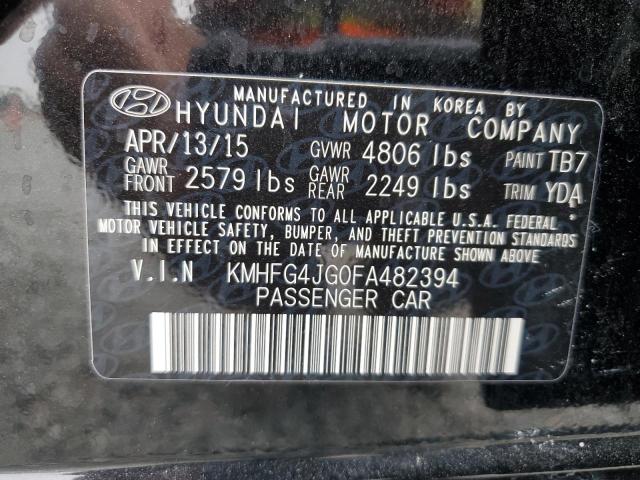 MANUFACTURED IN KOREA BY
HYUNDAI MOTOR COMPANY
APR/13/15 GVWR 4806 lbs PAINT TB7
GAWR FRONT 2579 lbs GAWR REAR 2249 lbs TRIM YDA
THIS VEHICLE CONFORMS TO ALL APPLICABLE U.S.A. FEDERAL
MOTOR VEHICLE SAFETY, BUMPER, AND THEFT PREVENTION STANDARDS
IN EFFECT ON THE DATE OF MANUFACTURE SHOWN ABOVE.
V.I.N KMHFG4JG0FA482394
PASSENGER CAR